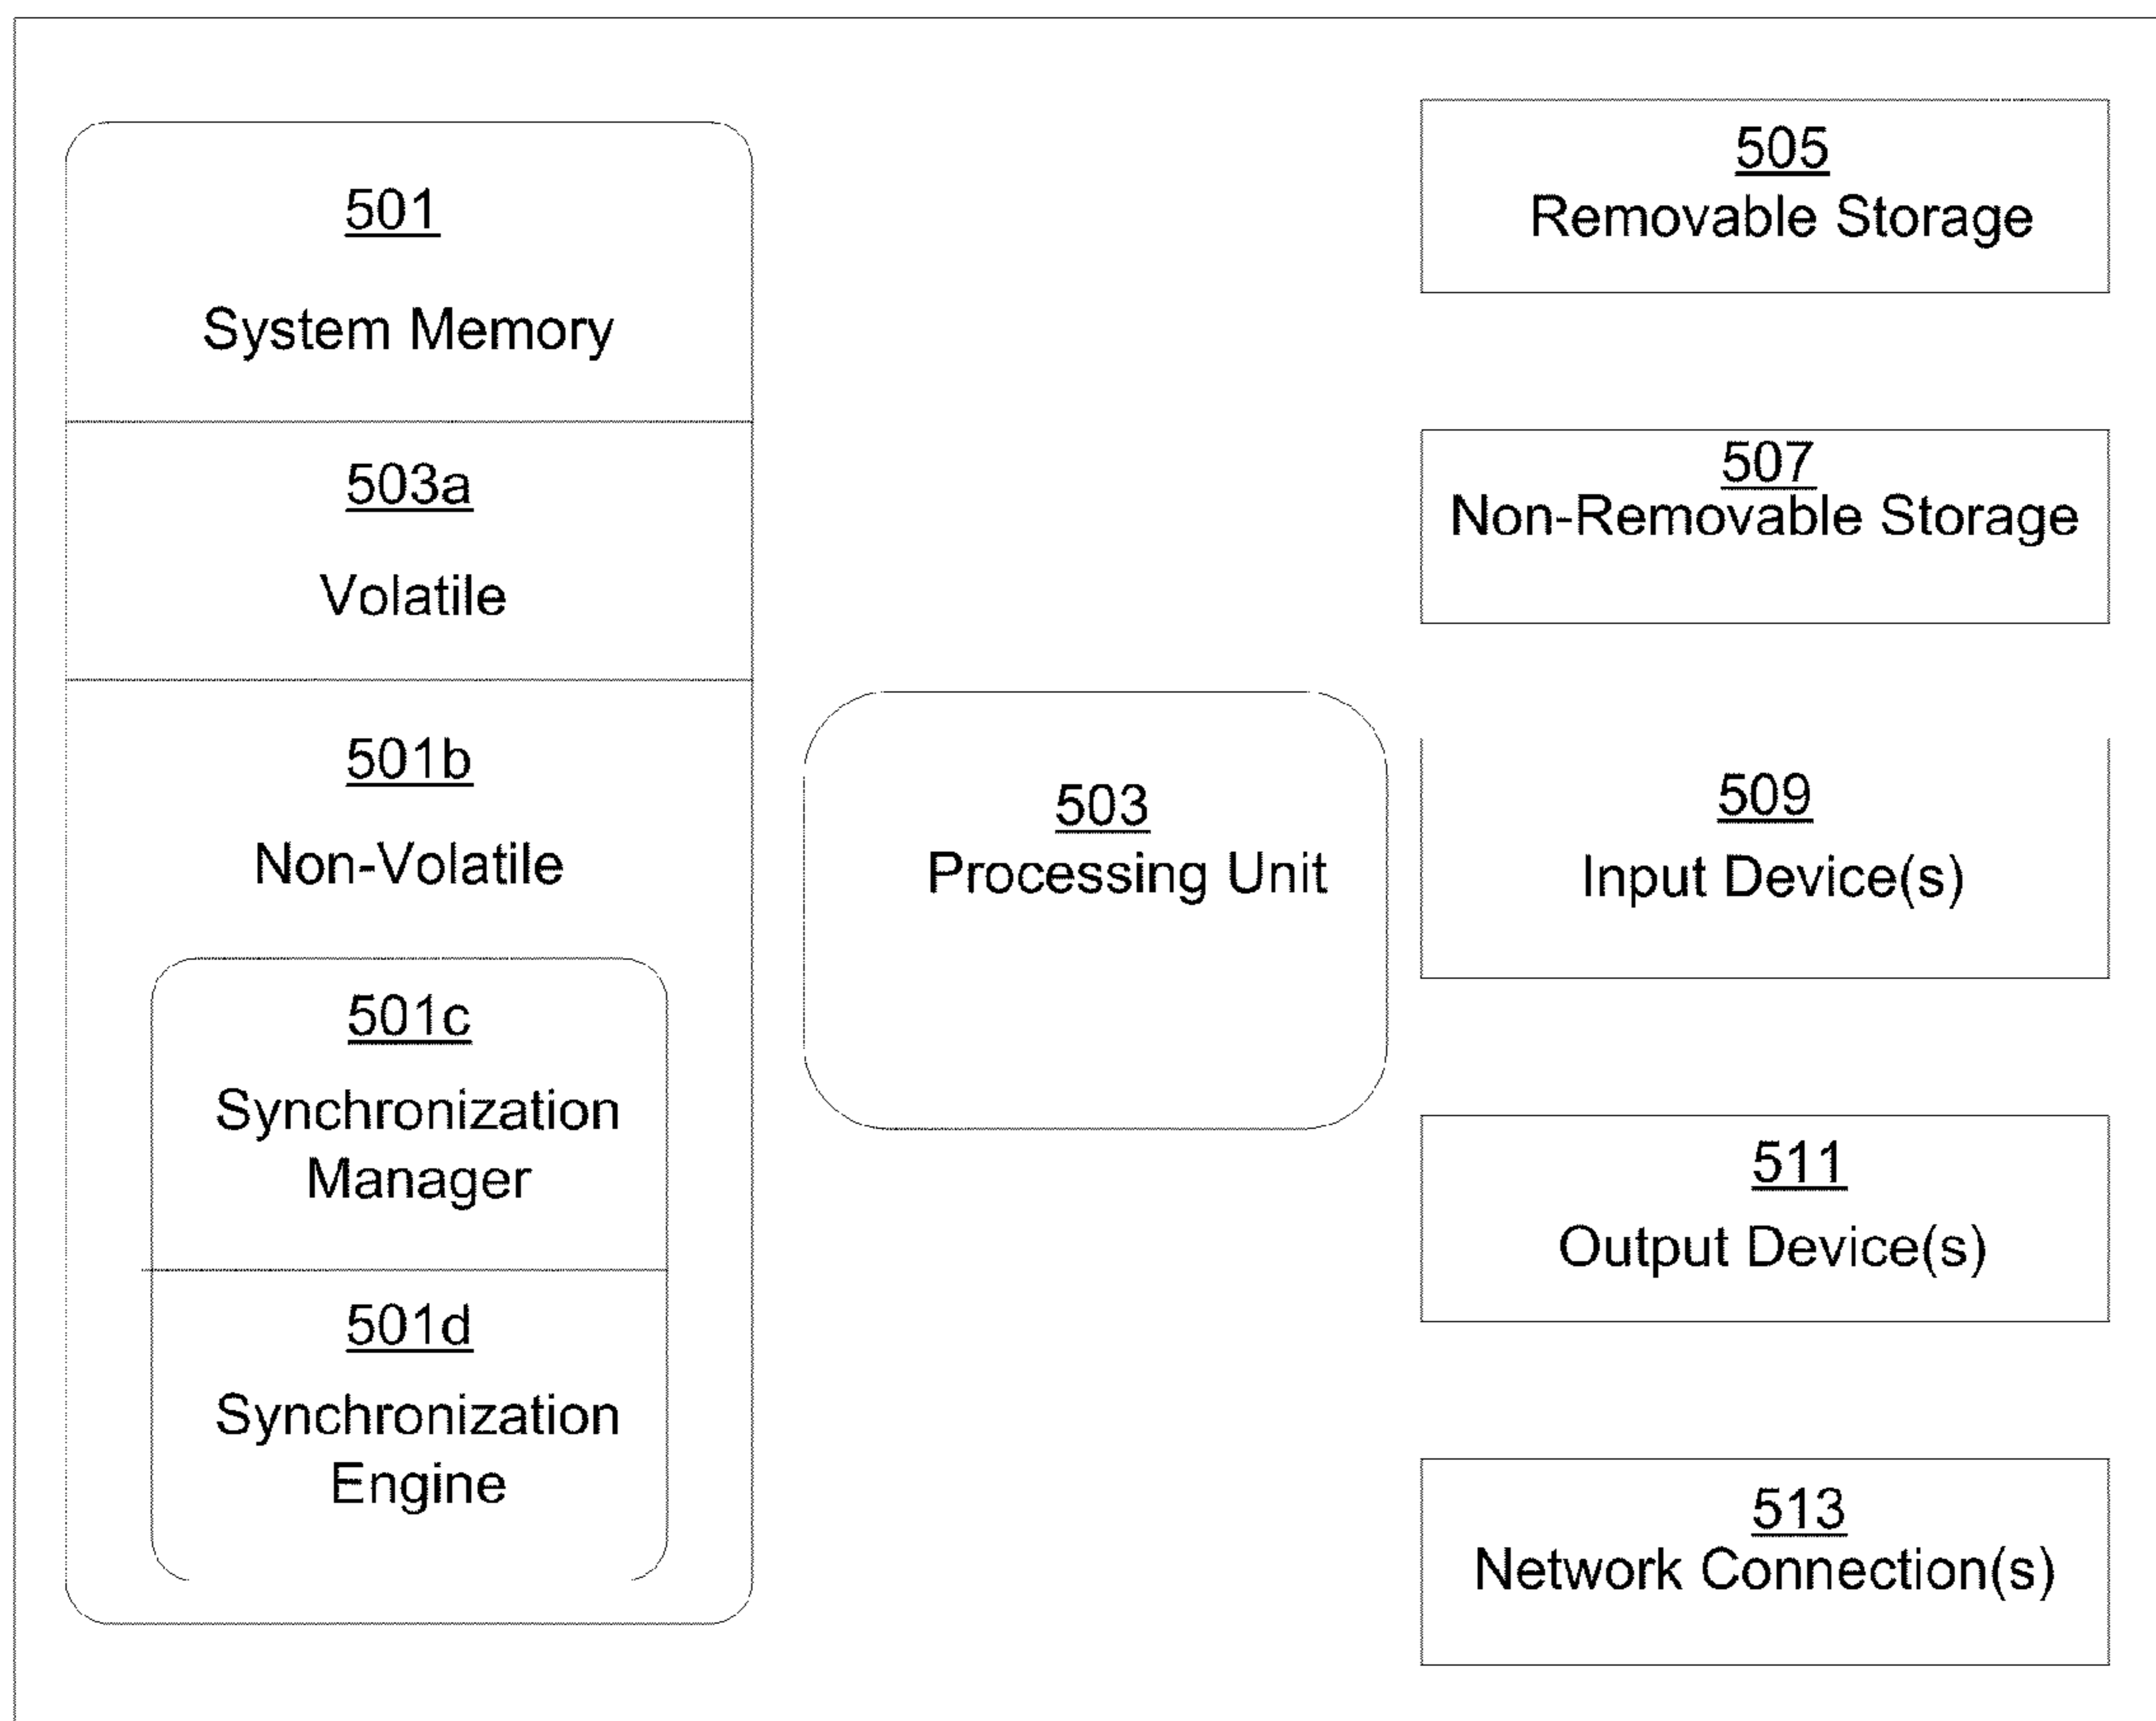 501
System Memory
503a
Volatile
501b
Non-Volatile
501c
Synchronization
Manager
501d
Synchronization
Engine
503
Processing Unit
505
Removable Storage
507
Non-Removable Storage
509
Input Device(s)
511
Output Device(s)
513
Network Connection(s)